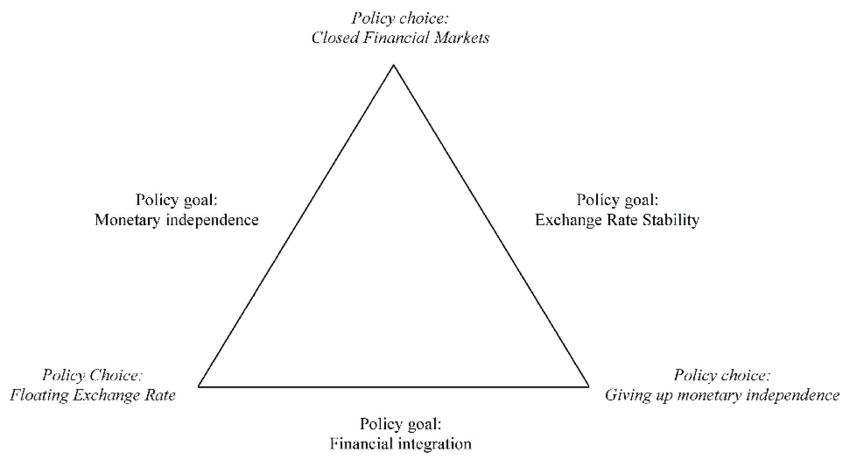 Policy choice:
Closed Financial Markets
Policy goal:
Monetary independence
Policy goal:
Exchange Rate Stability
Policy Choice:
Floating Exchange Rate
Policy choice:
Giving up monetary independence
Policy goal:
Financial integration